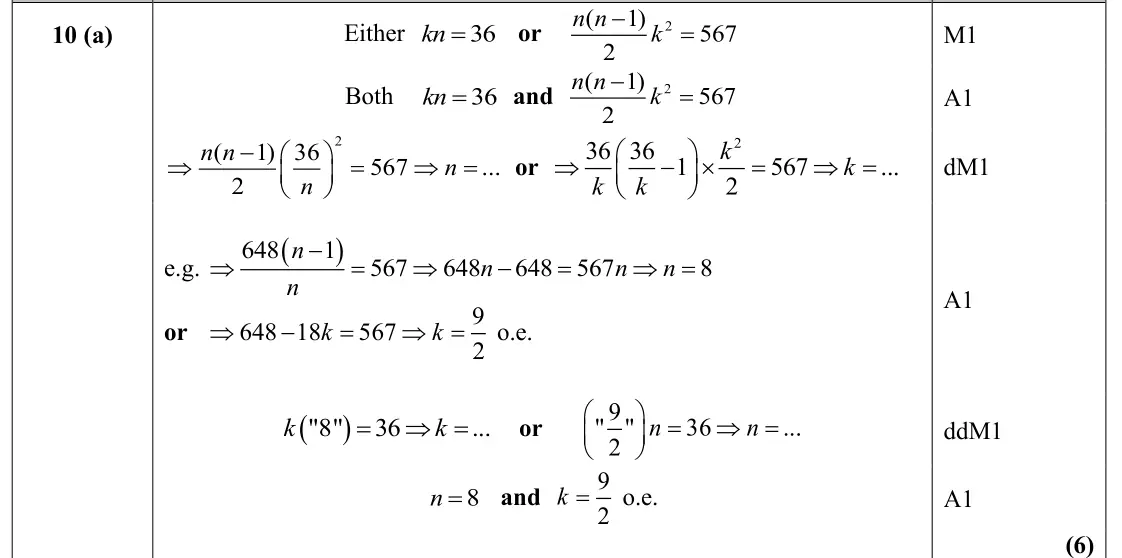 10 (a) Either kn = 36 or n(n − 1)/2 k² = 567 M1
Both kn = 36 and n(n − 1)/2 k² = 567 A1
⇒ n(n − 1)/2 (36/n)² = 567 ⇒ n = ... or ⇒ 36/k (36/k − 1) × k²/2 = 567 ⇒ k = ... dM1
e.g. ⇒ 648(n − 1)/n = 567 ⇒ 648n − 648 = 567n ⇒ n = 8
A1
or ⇒ 648 − 18k = 567 ⇒ k = 9/2 o.e.
k("8") = 36 ⇒ k = ... or ("9/2")n = 36 ⇒ n = ... ddM1
n = 8 and k = 9/2 o.e. A1
(6)